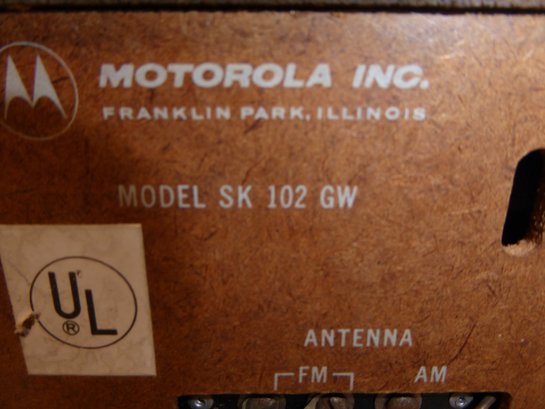 MOTOROLA INC.
FRANKLIN PARK, ILLINOIS
MODEL SK 102 GW
UL
®
ANTENNA
FM AM